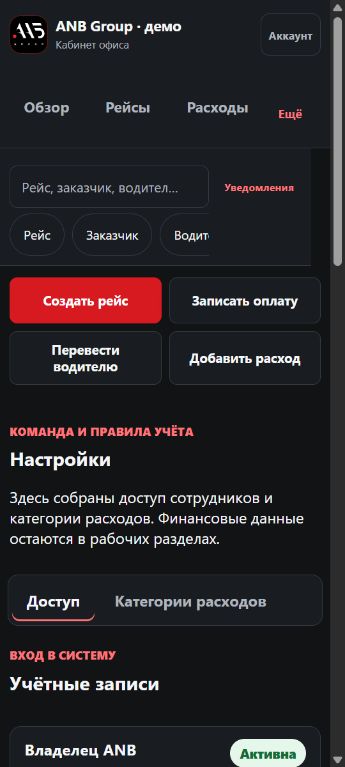 ANB Group · демо
Кабинет офиса
Аккаунт
Обзор Рейсы Расходы Ещё
Рейс, заказчик, водител...
Уведомления
Рейс Заказчик Водит
Создать рейс
Записать оплату
Перевести
водителю
Добавить расход
КОМАНДА И ПРАВИЛА УЧЁТА
Настройки
Здесь собраны доступ сотрудников и
категории расходов. Финансовые данные
остаются в рабочих разделах.
Доступ Категории расходов
ВХОД В СИСТЕМУ
Учётные записи
Владелец ANB
Активна